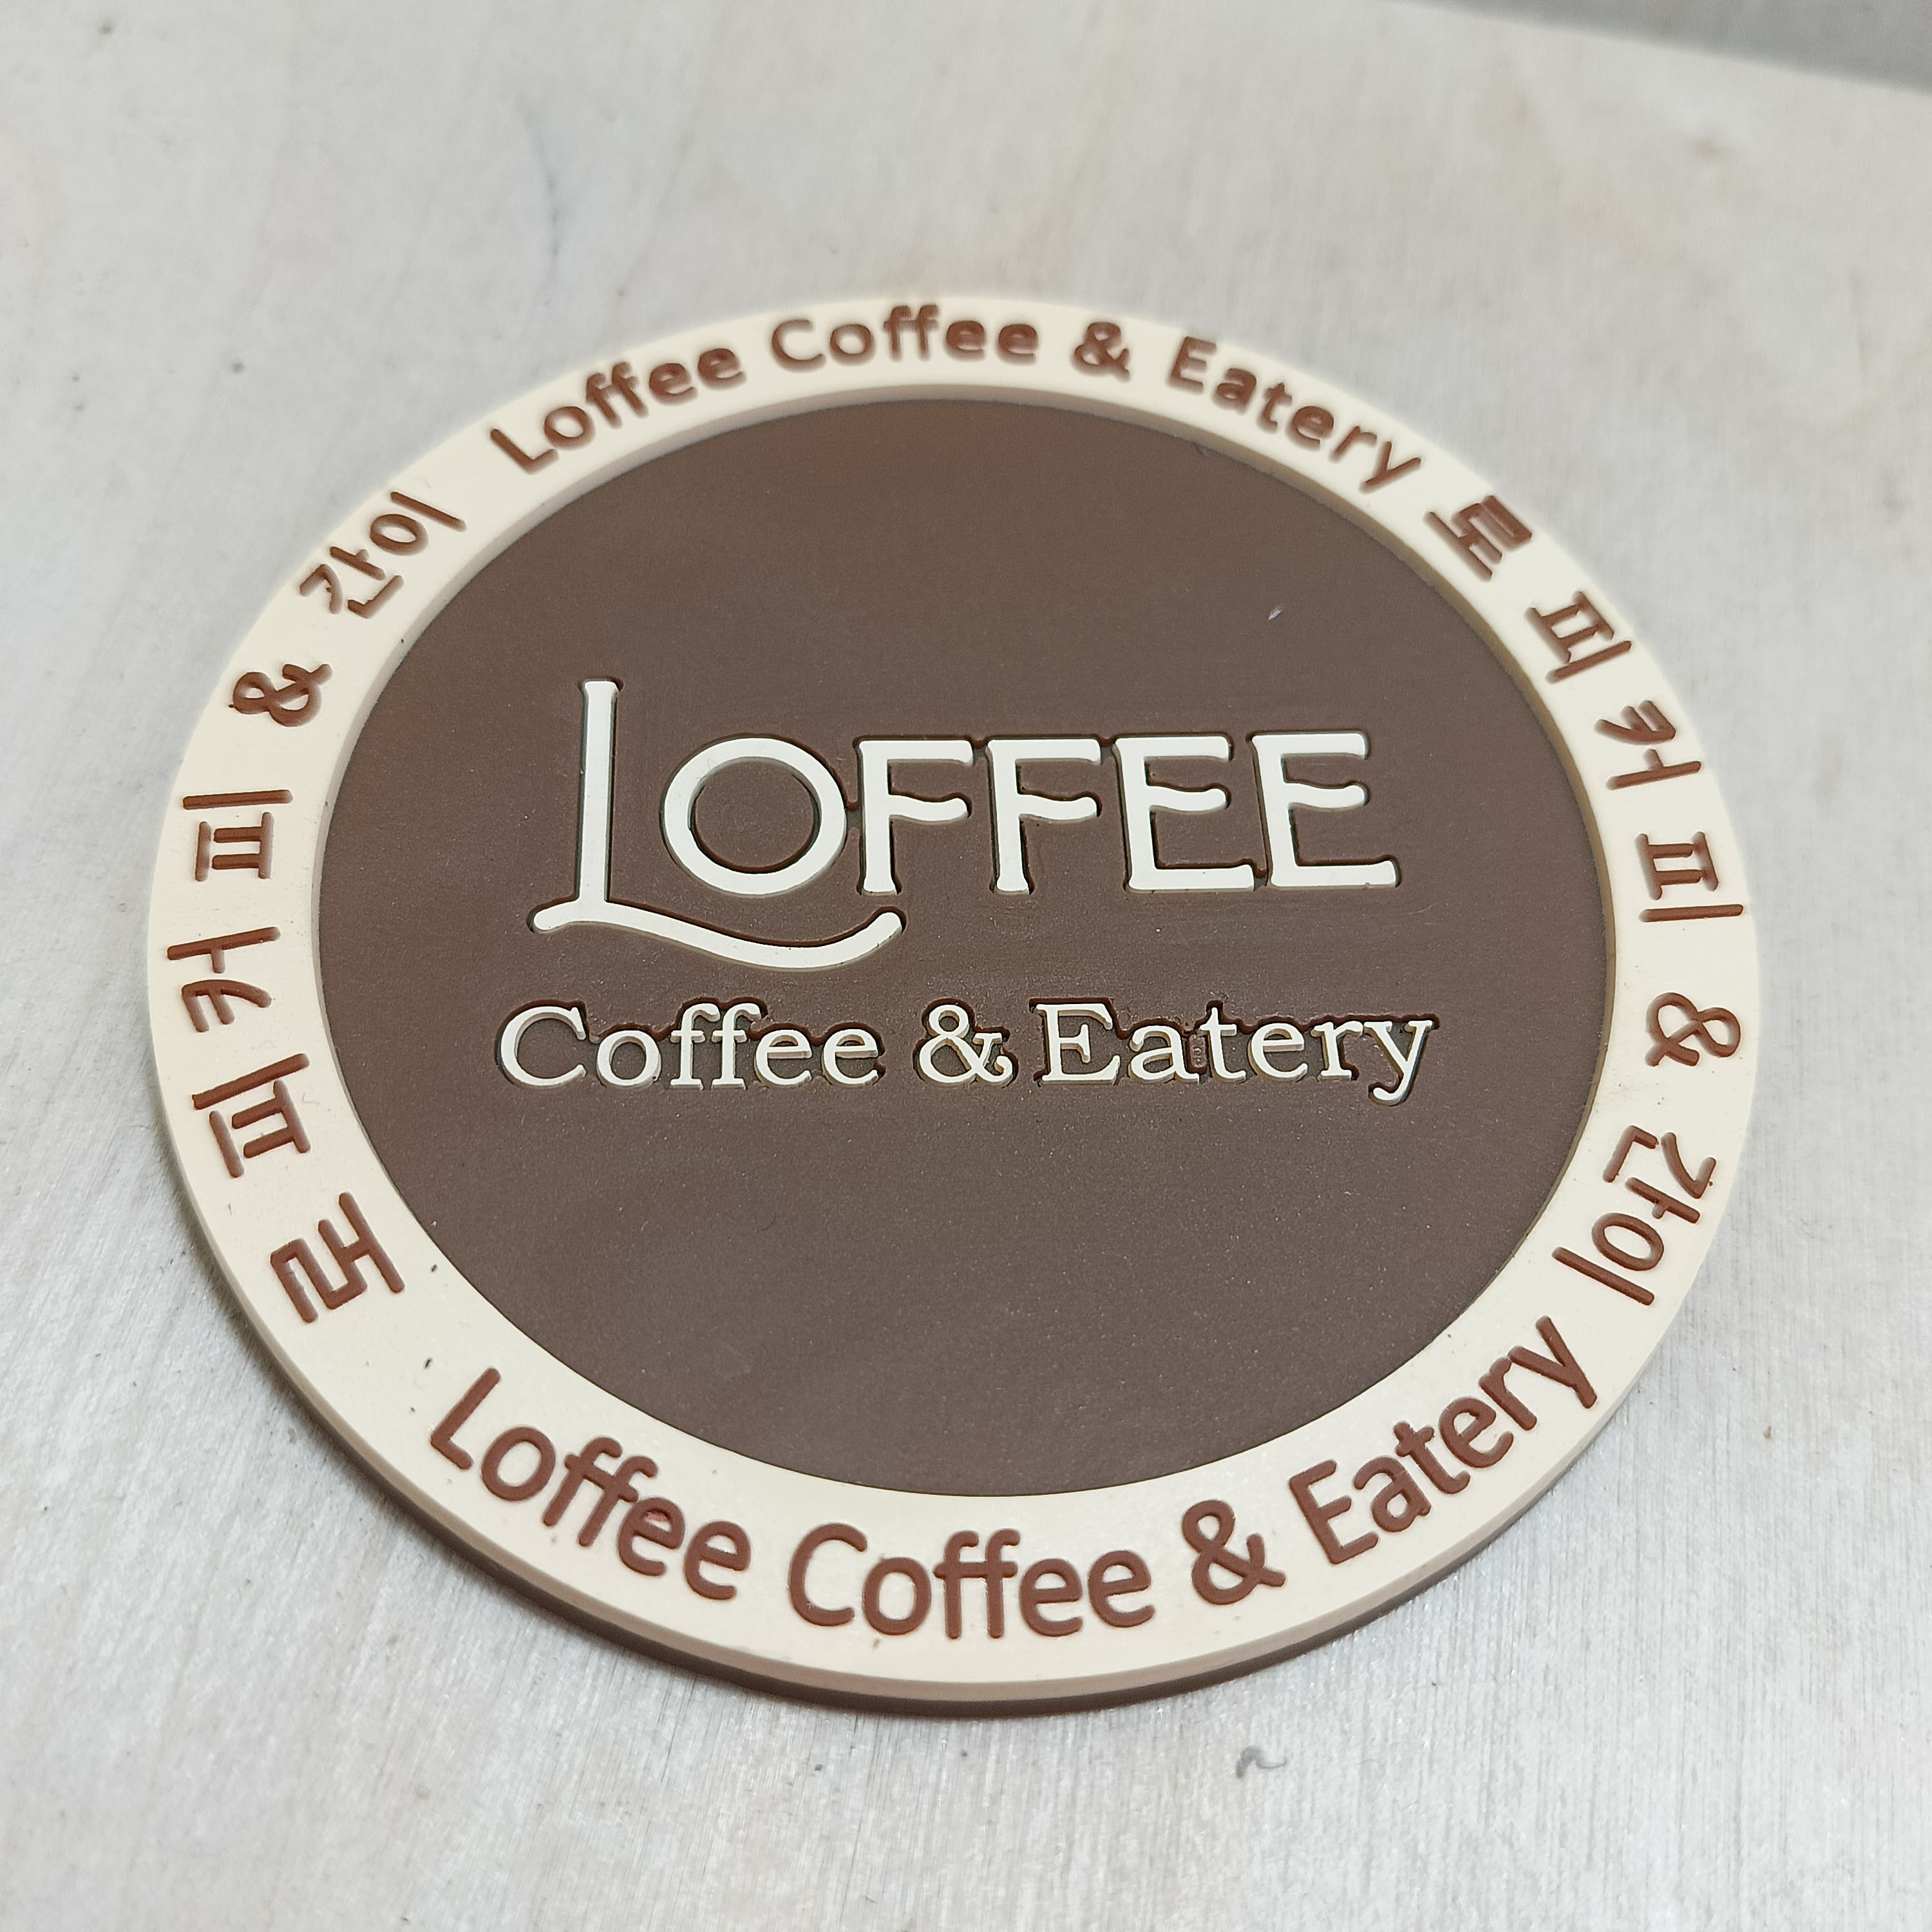 LOFFEE
Coffee & Eatery
Loffee Coffee & Eatery 로 피 커 피 & 간이
Loffee Coffee & Eatery
로 피 커 피 & 간이